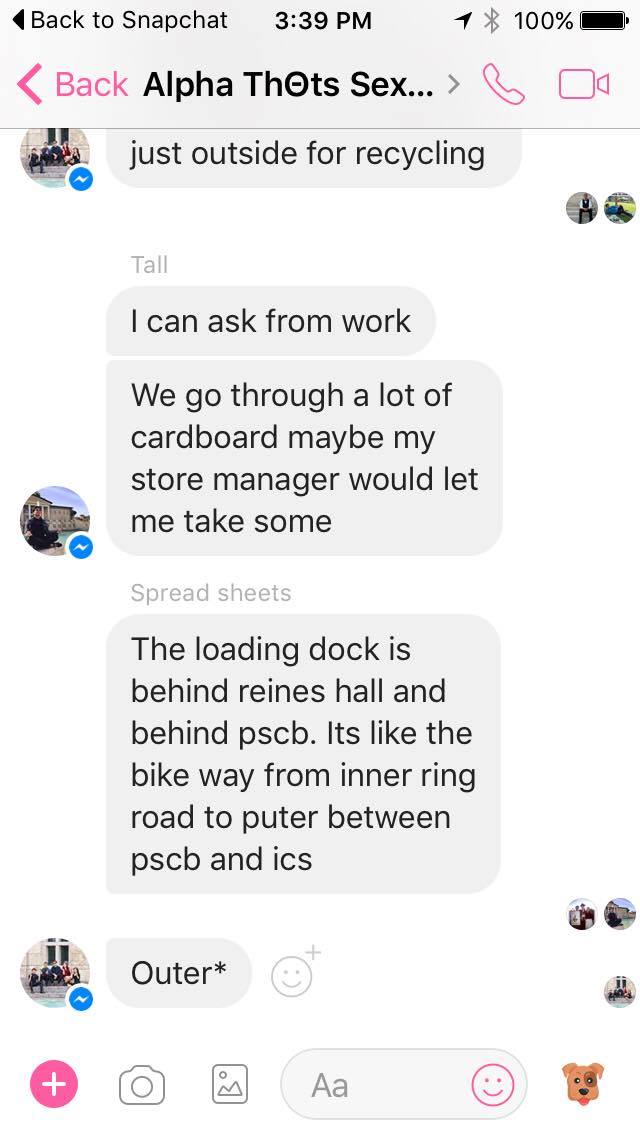 Back to Snapchat 3:39 PM 100%
Back Alpha ThΘts Sex... >
just outside for recycling
Tall
I can ask from work
We go through a lot of
cardboard maybe my
store manager would let
me take some
Spread sheets
The loading dock is
behind reines hall and
behind pscb. Its like the
bike way from inner ring
road to puter between
pscb and ics
Outer*
Aa